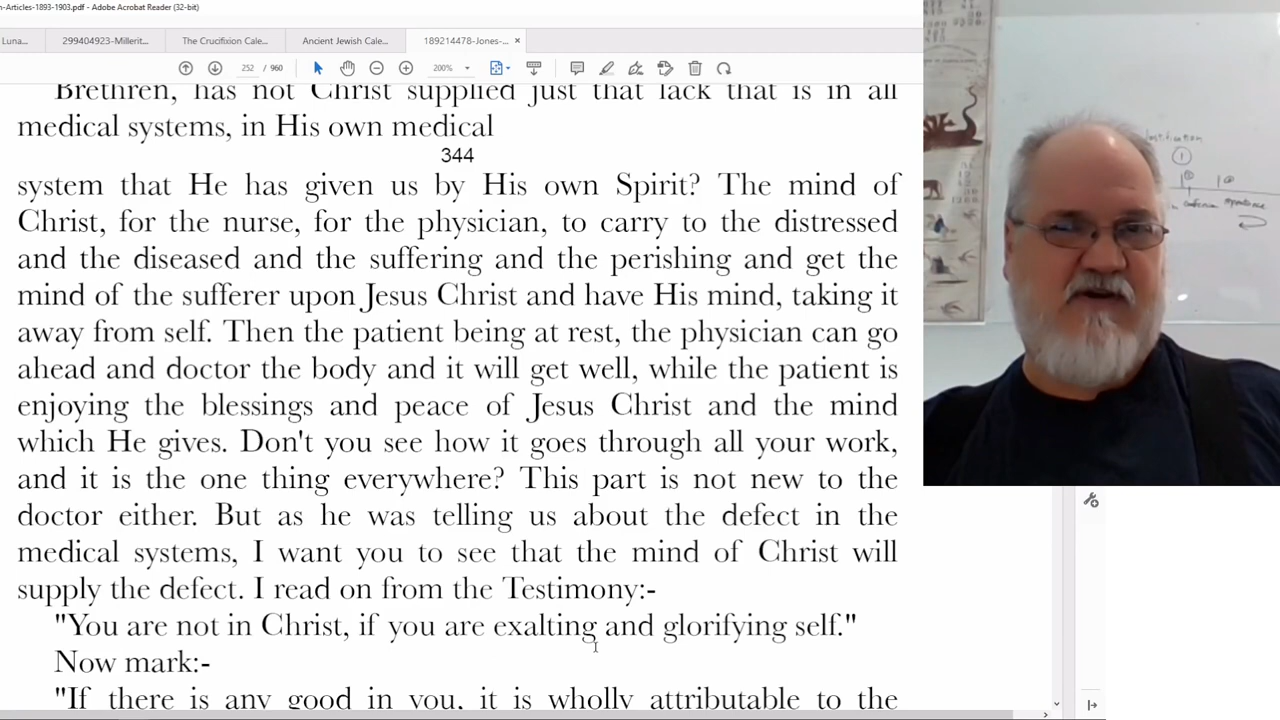 n-Articles-1893-1903.pdf - Adobe Acrobat Reader (32-bit)
Luna... 299404923-Millerit... The Crucifixion Cale... Ancient Jewish Cale... 189214478-Jones-... ×
252 / 960 200%
Brethren, has not Christ supplied just that lack that is in all
medical systems, in His own medical
344
system that He has given us by His own Spirit? The mind of
Christ, for the nurse, for the physician, to carry to the distressed
and the diseased and the suffering and the perishing and get the
mind of the sufferer upon Jesus Christ and have His mind, taking it
away from self. Then the patient being at rest, the physician can go
ahead and doctor the body and it will get well, while the patient is
enjoying the blessings and peace of Jesus Christ and the mind
which He gives. Don't you see how it goes through all your work,
and it is the one thing everywhere? This part is not new to the
doctor either. But as he was telling us about the defect in the
medical systems, I want you to see that the mind of Christ will
supply the defect. I read on from the Testimony:-
"You are not in Christ, if you are exalting and glorifying self."
Now mark:-
"If there is any good in you, it is wholly attributable to the